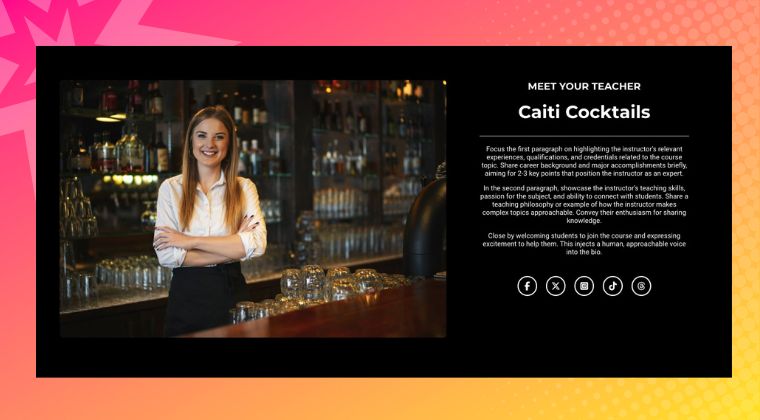 MEET YOUR TEACHER
Caiti Cocktails
Focus the first paragraph on highlighting the instructor's relevant
experiences, qualifications, and credentials related to the course
topic. Share career background and major accomplishments briefly,
aiming for 2-3 key points that position the instructor as an expert.
In the second paragraph, showcase the instructor's teaching skills,
passion for the subject, and ability to connect with students. Share a
teaching philosophy or example of how the instructor makes
complex topics approachable. Convey their enthusiasm for sharing
knowledge.
Close by welcoming students to join the course and expressing
excitement to help them. This injects a human, approachable voice
into the bio.